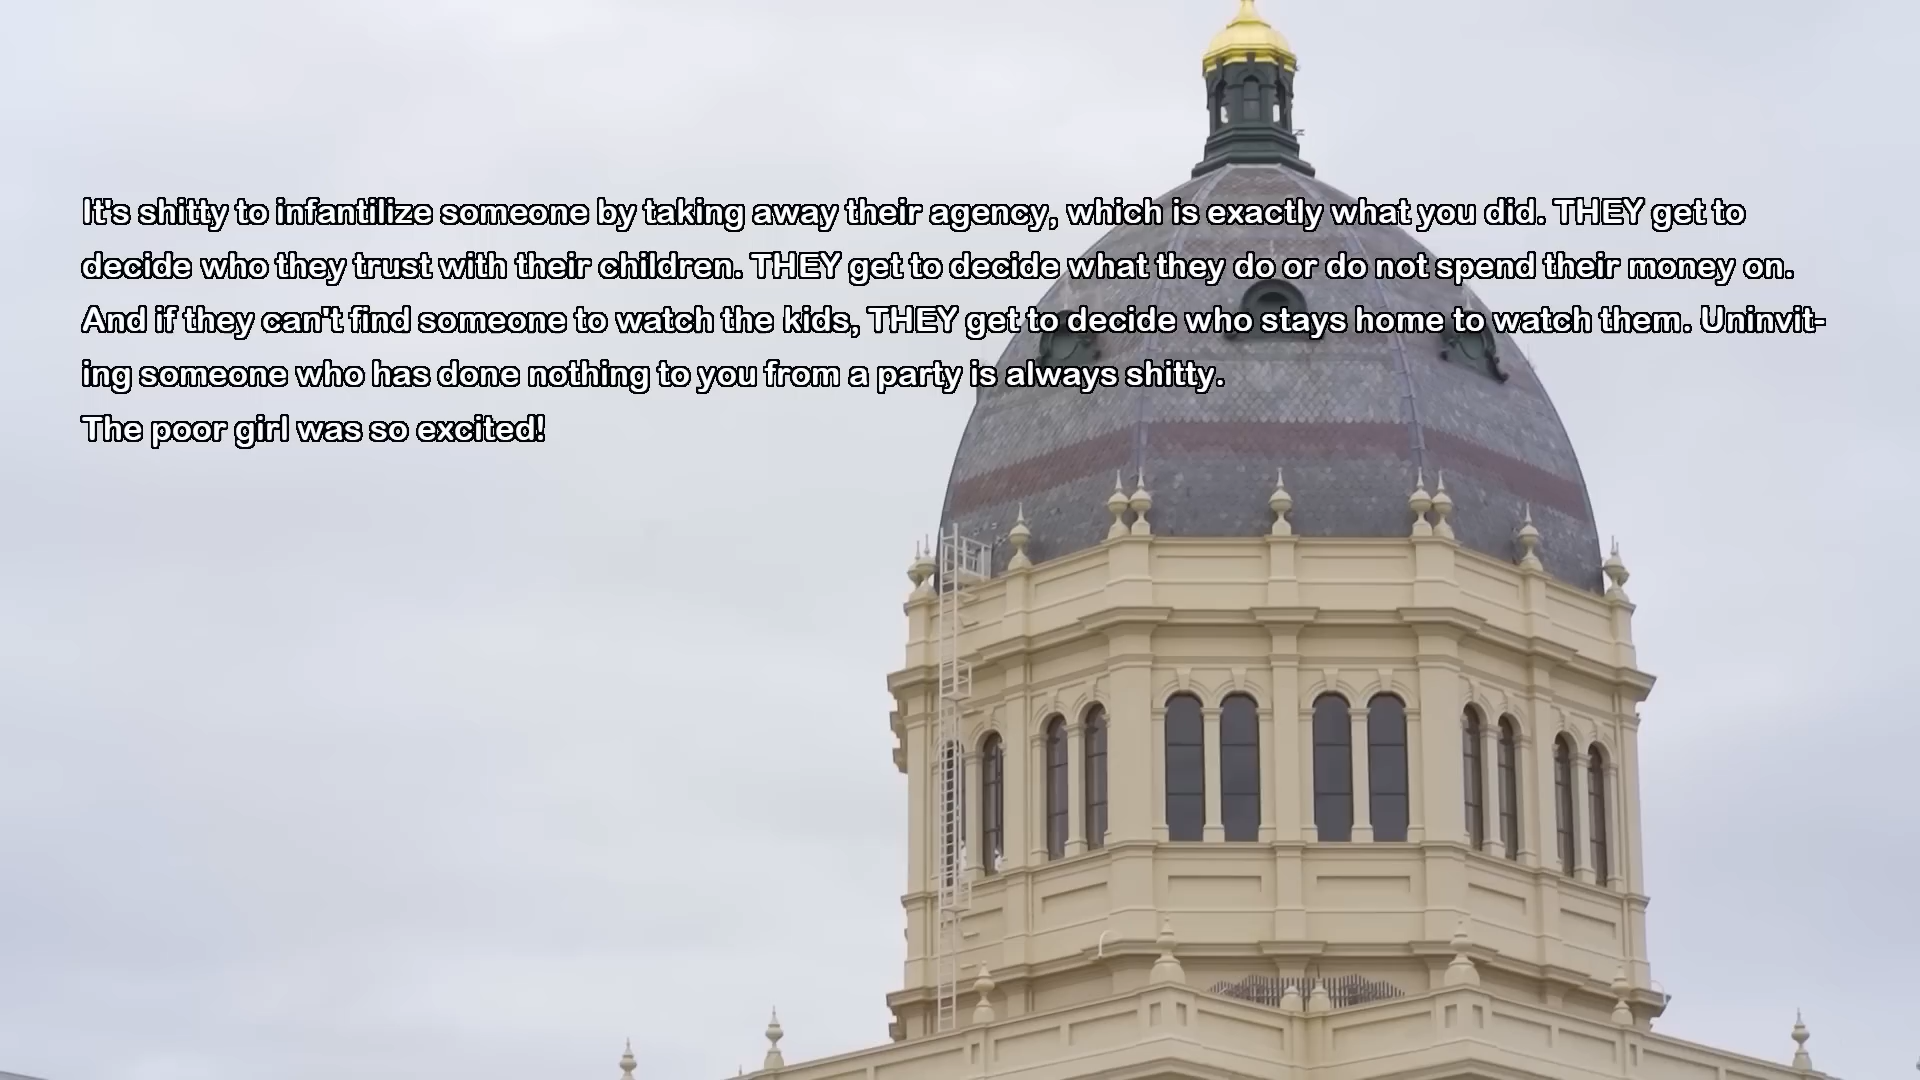 It's shitty to infantilize someone by taking away their agency, which is exactly what you did. THEY get to
decide who they trust with their children. THEY get to decide what they do or do not spend their money on.
And if they can't find someone to watch the kids, THEY get to decide who stays home to watch them. Uninvit-
ing someone who has done nothing to you from a party is always shitty.
The poor girl was so excited!